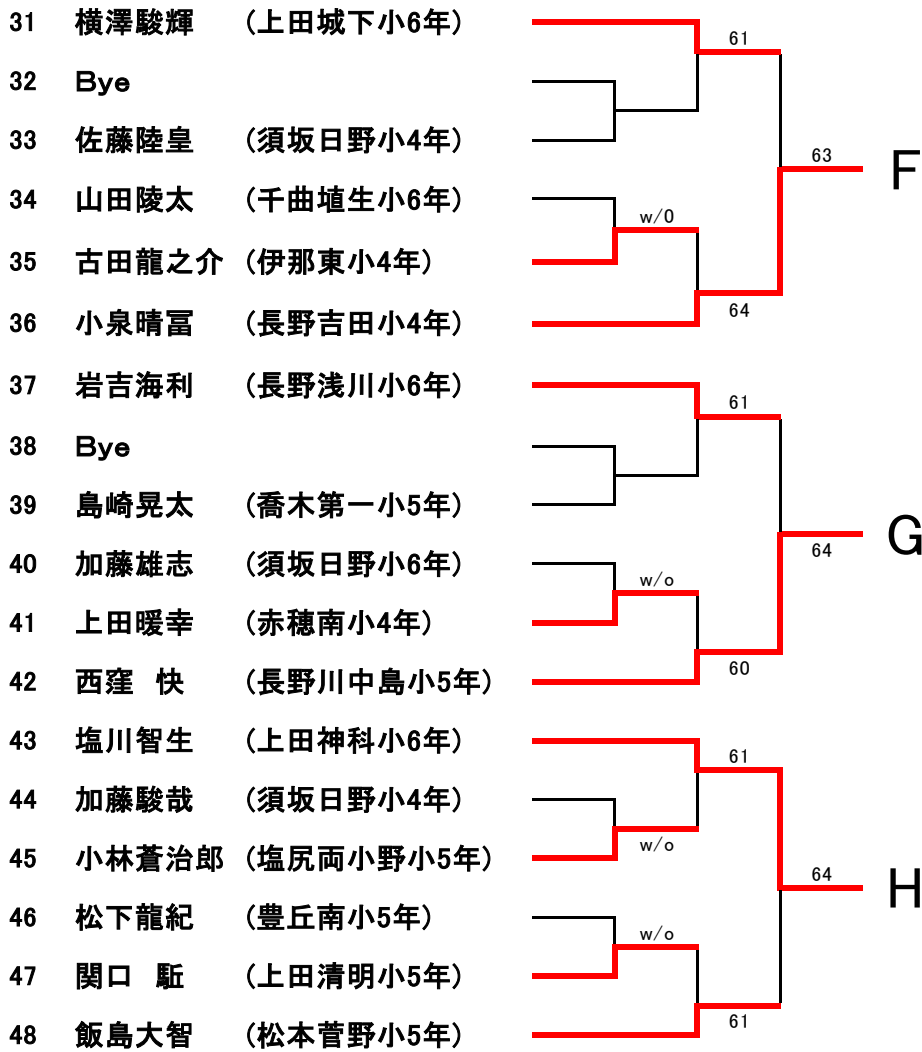 31 横澤駿輝 (上田城下小6年)
61
32 Bye
33 佐藤陸皇 (須坂日野小4年)
63
F
34 山田陵太 (千曲埴生小6年)
w/0
35 古田龍之介 (伊那東小4年)
64
36 小泉晴冨 (長野吉田小4年)
37 岩吉海利 (長野浅川小6年)
61
38 Bye
39 島崎晃太 (喬木第一小5年)
G
64
40 加藤雄志 (須坂日野小6年)
w/o
41 上田暖幸 (赤穂南小4年)
60
42 西窪 快 (長野川中島小5年)
43 塩川智生 (上田神科小6年)
61
44 加藤駿哉 (須坂日野小4年)
w/o
45 小林蒼治郎 (塩尻両小野小5年)
64
H
46 松下龍紀 (豊丘南小5年)
w/o
47 関口 (上田清明小5年)
61
48 飯島大智 (松本菅野小5年)